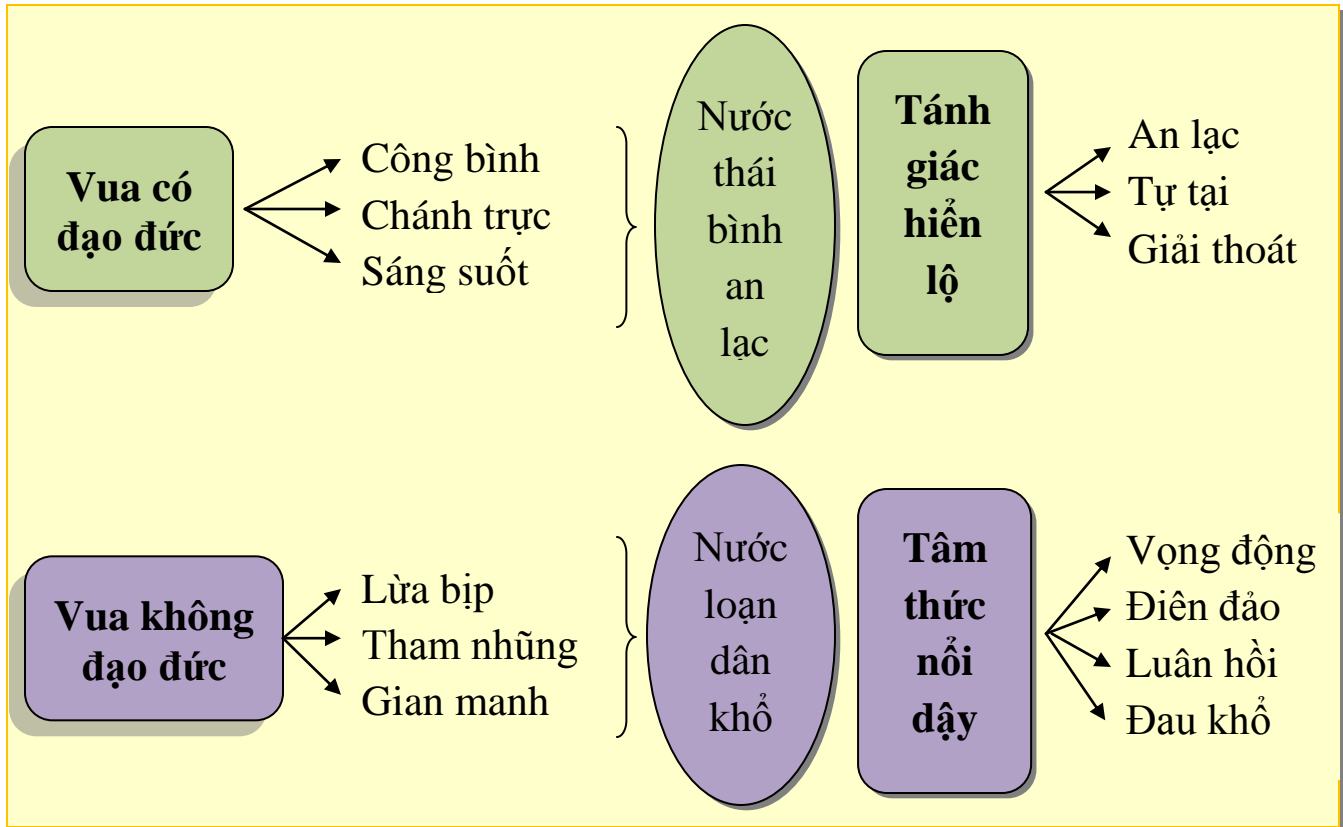 Vua có
đạo đức
Công bình
Chánh trực
Sáng suốt
Nước
thái
bình
an
lạc
Tánh
giác
hiển
lộ
An lạc
Tự tại
Giải thoát
Vua không
đạo đức
Lừa bịp
Tham nhũng
Gian manh
Nước
loạn
dân
khổ
Tâm
thức
nổi
dậy
Vọng động
Điên đảo
Luân hồi
Đau khổ